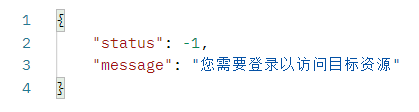 1 {
2 "status": -1,
3 "message": "您需要登录以访问目标资源"
4 }